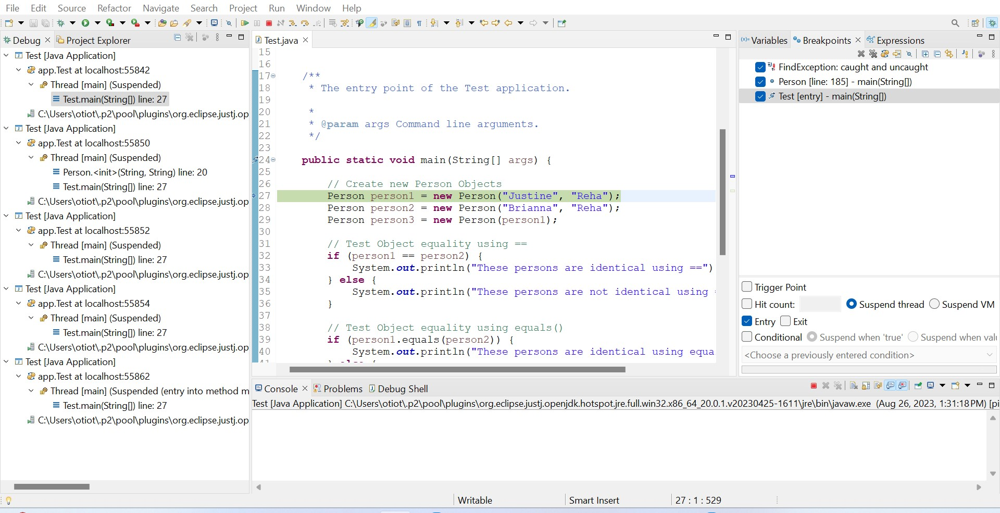 File Edit Source Refactor Navigate Search Project Run Window Help
Debug Project Explorer
Test [Java Application]
app.Test at localhost:55842
Thread [main] (Suspended)
Test.main(String[]) line: 27
C:\Users\otiot\.p2\pool\plugins\org.eclipse.justj.op
Test [Java Application]
app.Test at localhost:55850
Thread [main] (Suspended)
Person.<init>(String, String) line: 20
Test.main(String[]) line: 27
C:\Users\otiot\.p2\pool\plugins\org.eclipse.justj.op
Test [Java Application]
app.Test at localhost:55852
Thread [main] (Suspended)
Test.main(String[]) line: 27
C:\Users\otiot\.p2\pool\plugins\org.eclipse.justj.op
Test [Java Application]
app.Test at localhost:55854
Thread [main] (Suspended)
Test.main(String[]) line: 27
C:\Users\otiot\.p2\pool\plugins\org.eclipse.justj.op
Test [Java Application]
app.Test at localhost:55862
Thread [main] (Suspended (entry into method m
Test.main(String[]) line: 27
C:\Users\otiot\.p2\pool\plugins\org.eclipse.justj.op
Test.java
15
16
17 /**
18 * The entry point of the Test application.
19
20 *
21 * @param args Command line arguments.
22 */
23
24 public static void main(String[] args) {
25
26 // Create new Person Objects
27 Person person1 = new Person("Justine", "Reha");
28 Person person2 = new Person("Brianna", "Reha");
29 Person person3 = new Person(person1);
30
31 // Test Object equality using ==
32 if (person1 == person2) {
33 System.out.println("These persons are identical using ==")
34 } else {
35 System.out.println("These persons are not identical using
36 }
37
38 // Test Object equality using equals()
39 if (person1.equals(person2)) {
40 System.out.println("These persons are identical using equa
41 } else {
Variables Breakpoints Expressions
FindException: caught and uncaught
Person [line: 185] - main(String[])
Test [entry] - main(String[])
Trigger Point
Hit count: Suspend thread Suspend VM
Entry Exit
Conditional Suspend when 'true' Suspend when valu
<Choose a previously entered condition>
Console Problems Debug Shell
Test [Java Application] C:\Users\otiot\.p2\pool\plugins\org.eclipse.justj.openjdk.hotspot.jre.full.win32.x86_64_20.0.1.v20230425-1611\jre\bin\javaw.exe (Aug 26, 2023, 1:31:18 PM) [pi
Writable Smart Insert 27 : 1 : 529